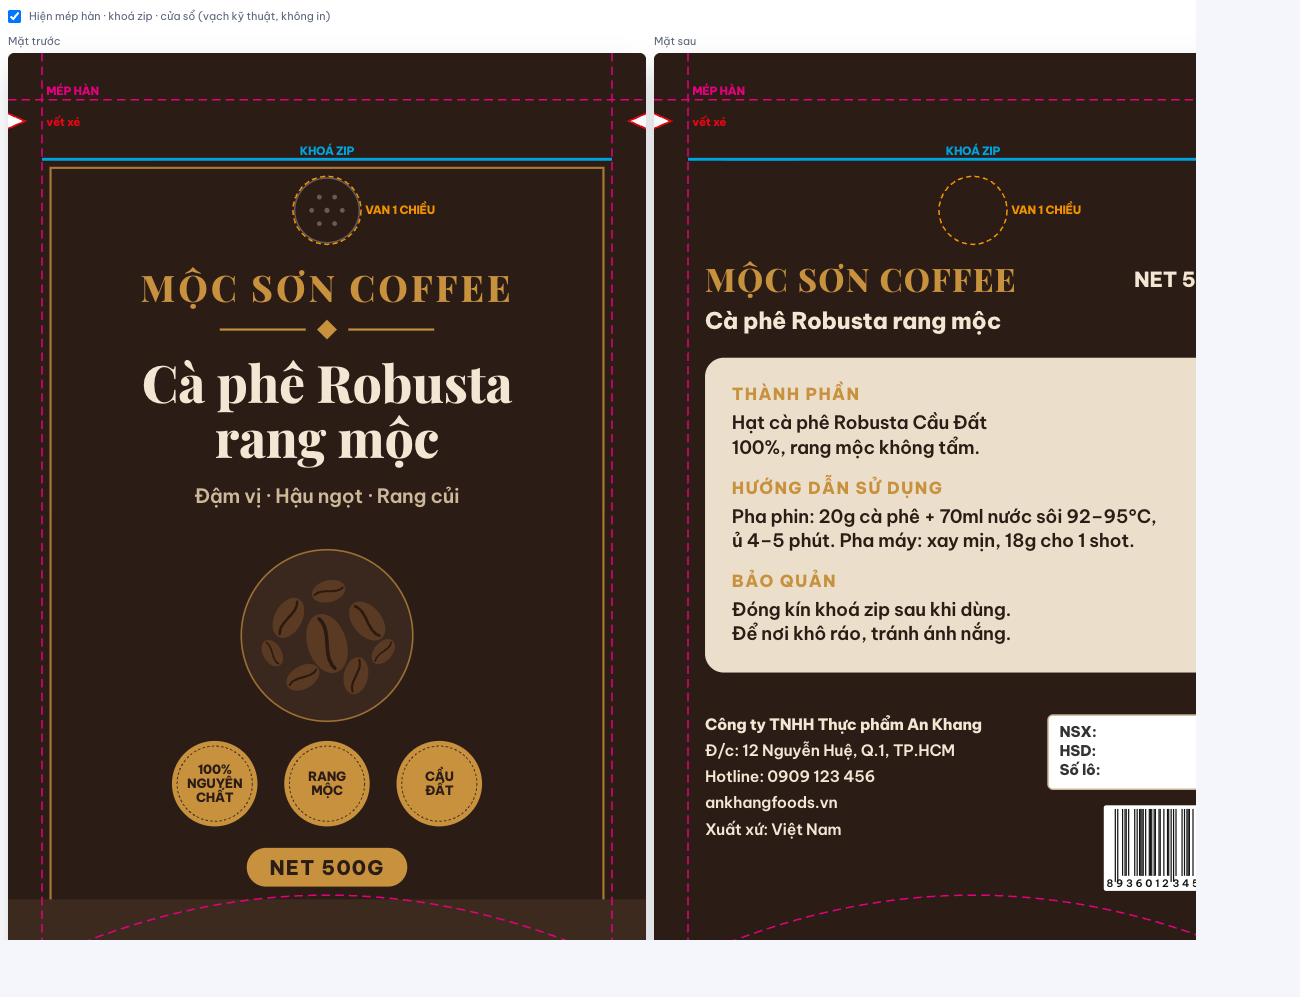 Hiện mép hàn · khoá zip · cửa sổ (vạch kỹ thuật, không in)
Mặt trước
MÉP HÀN
vết xé
KHOÁ ZIP
VAN 1 CHIỀU
MỘC SƠN COFFEE
Cà phê Robusta
rang mộc
Đậm vị · Hậu ngọt · Rang củi
100%
NGUYÊN
CHẤT
RANG
MỘC
CẦU
ĐẤT
NET 500G
Mặt sau
MÉP HÀN
vết xé
KHOÁ ZIP
VAN 1 CHIỀU
MỘC SƠN COFFEE
NET 5
Cà phê Robusta rang mộc
THÀNH PHẦN
Hạt cà phê Robusta Cầu Đất
100%, rang mộc không tẩm.
HƯỚNG DẪN SỬ DỤNG
Pha phin: 20g cà phê + 70ml nước sôi 92–95°C,
ủ 4–5 phút. Pha máy: xay mịn, 18g cho 1 shot.
BẢO QUẢN
Đóng kín khoá zip sau khi dùng.
Để nơi khô ráo, tránh ánh nắng.
Công ty TNHH Thực phẩm An Khang
Đ/c: 12 Nguyễn Huệ, Q.1, TP.HCM
Hotline: 0909 123 456
ankhangfoods.vn
Xuất xứ: Việt Nam
NSX:
HSD:
Số lô:
8936012345